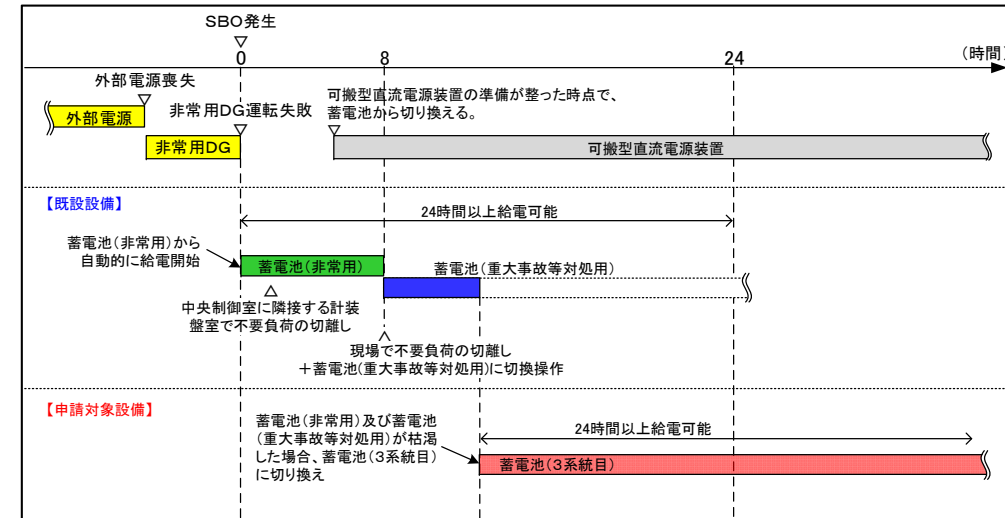 SBO発生
0
8
24
(時間)
外部電源喪失
外部電源
非常用DG運転失敗
非常用DG
可搬型直流電源装置の準備が整った時点で、
蓄電池から切り換える。
可搬型直流電源装置
【既設設備】
24時間以上給電可能
蓄電池(非常用)から
自動的に給電開始
蓄電池(非常用)
蓄電池(重大事故等対処用)
中央制御室に隣接する計装
盤室で不要負荷の切離し
現場で不要負荷の切離し
+蓄電池(重大事故等対処用)に切換操作
【申請対象設備】
蓄電池(非常用)及び蓄電池
(重大事故等対処用)が枯渇
した場合、蓄電池(3系統目)
に切り換え
24時間以上給電可能
蓄電池(3系統目)